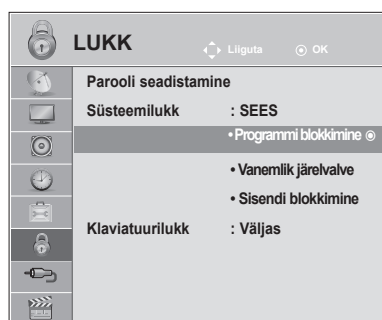 LUKK
Liiguta
OK
Parooli seadistamine
Süsteemilukk : SEES
• Programmi blokkimine
• Vanemlik järelvalve
• Sisendi blokkimine
Klaviatuurilukk : Väljas